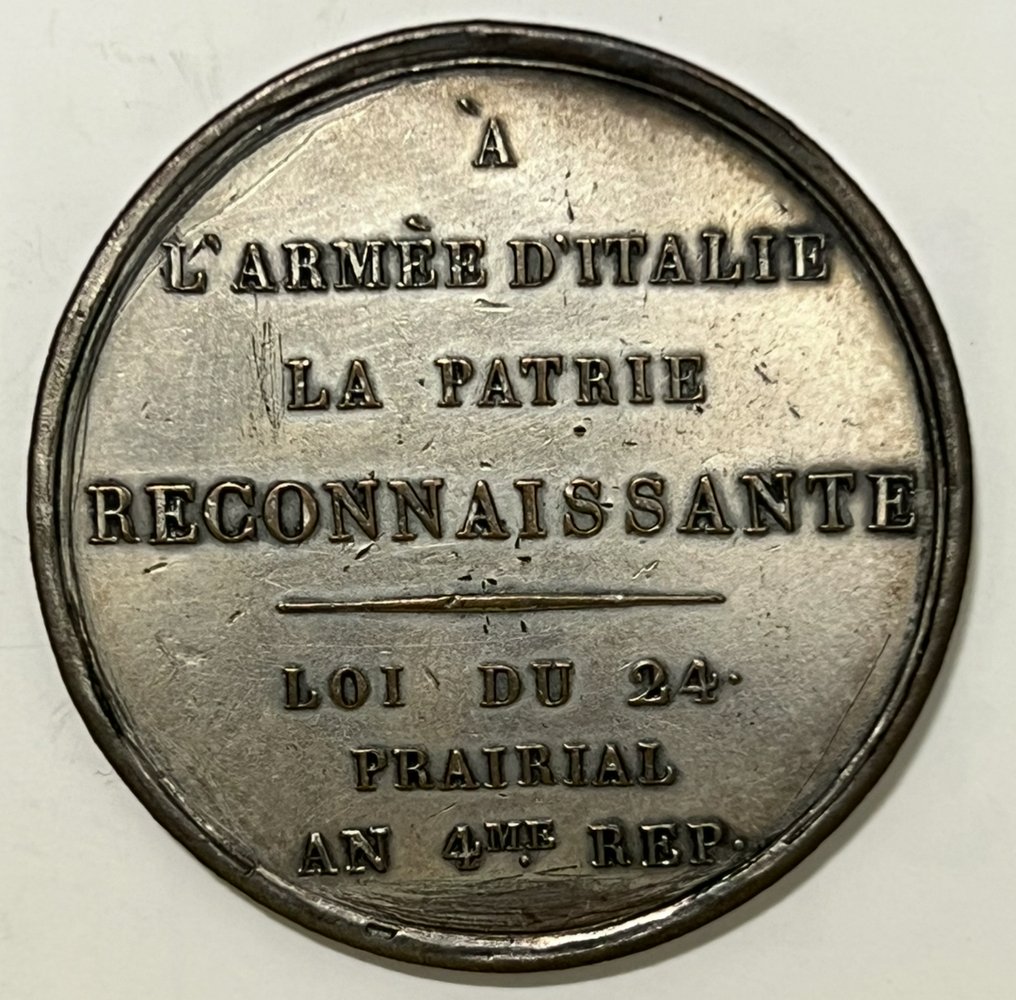 À
L'ARMÈE D'ITALIE
LA PATRIE
RECONNAISSANTE
LOI DU 24.
PRAIRIAL
AN 4ME. REP.